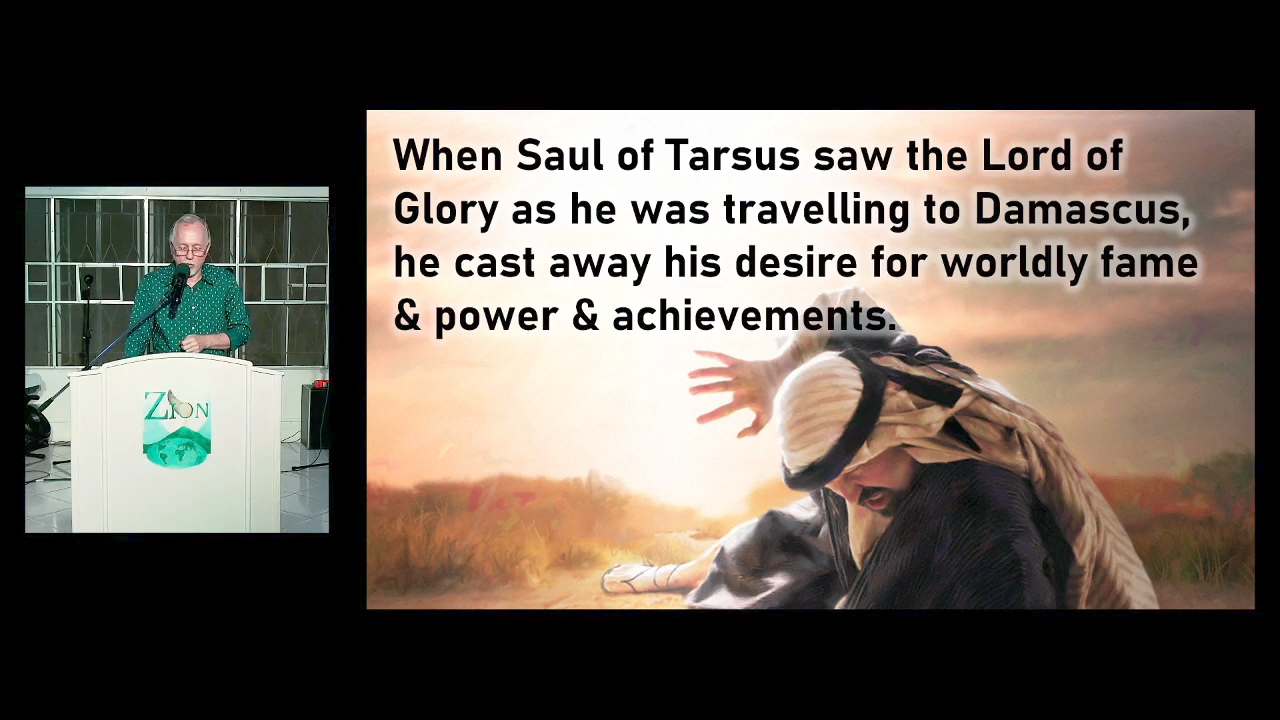 When Saul of Tarsus saw the Lord of
Glory as he was travelling to Damascus,
he cast away his desire for worldly fame
& power & achievements.
ZION